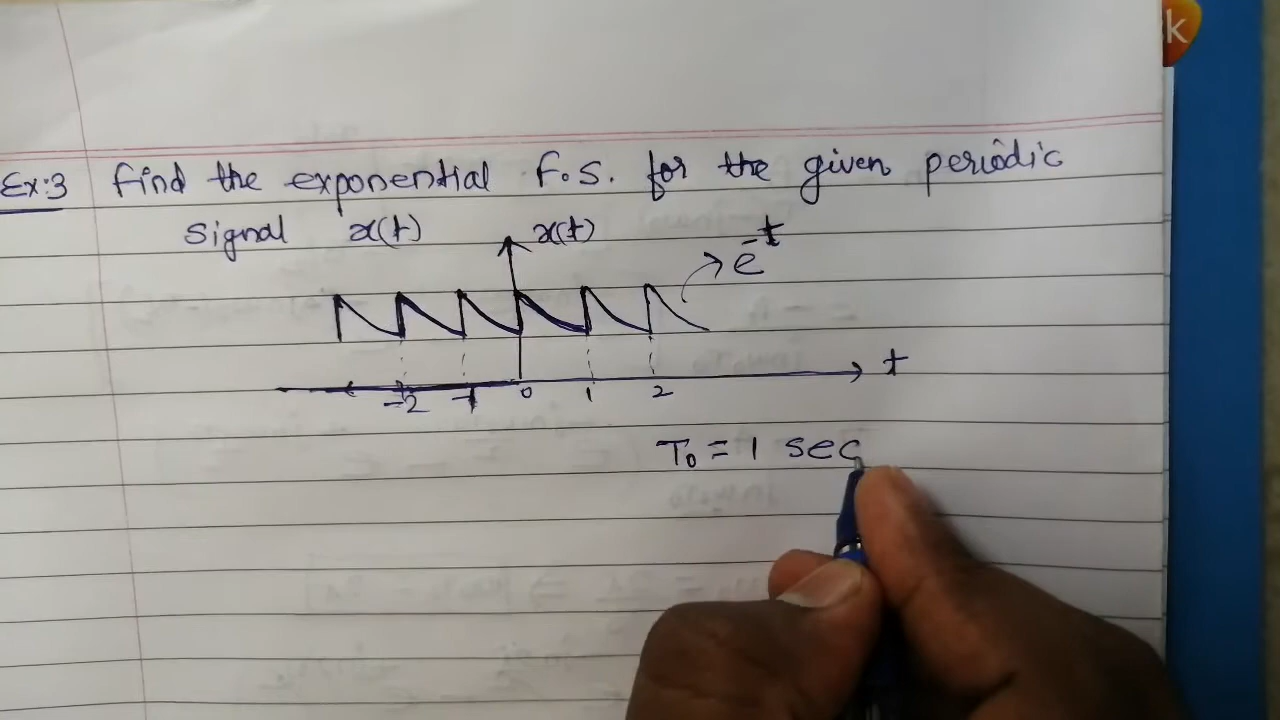 Ex:3 find the exponential F.S. for the given periodic
signal x(t)
x(t)
e^-t
t
-2 -1 0 1 2
T₀ = 1 sec
k